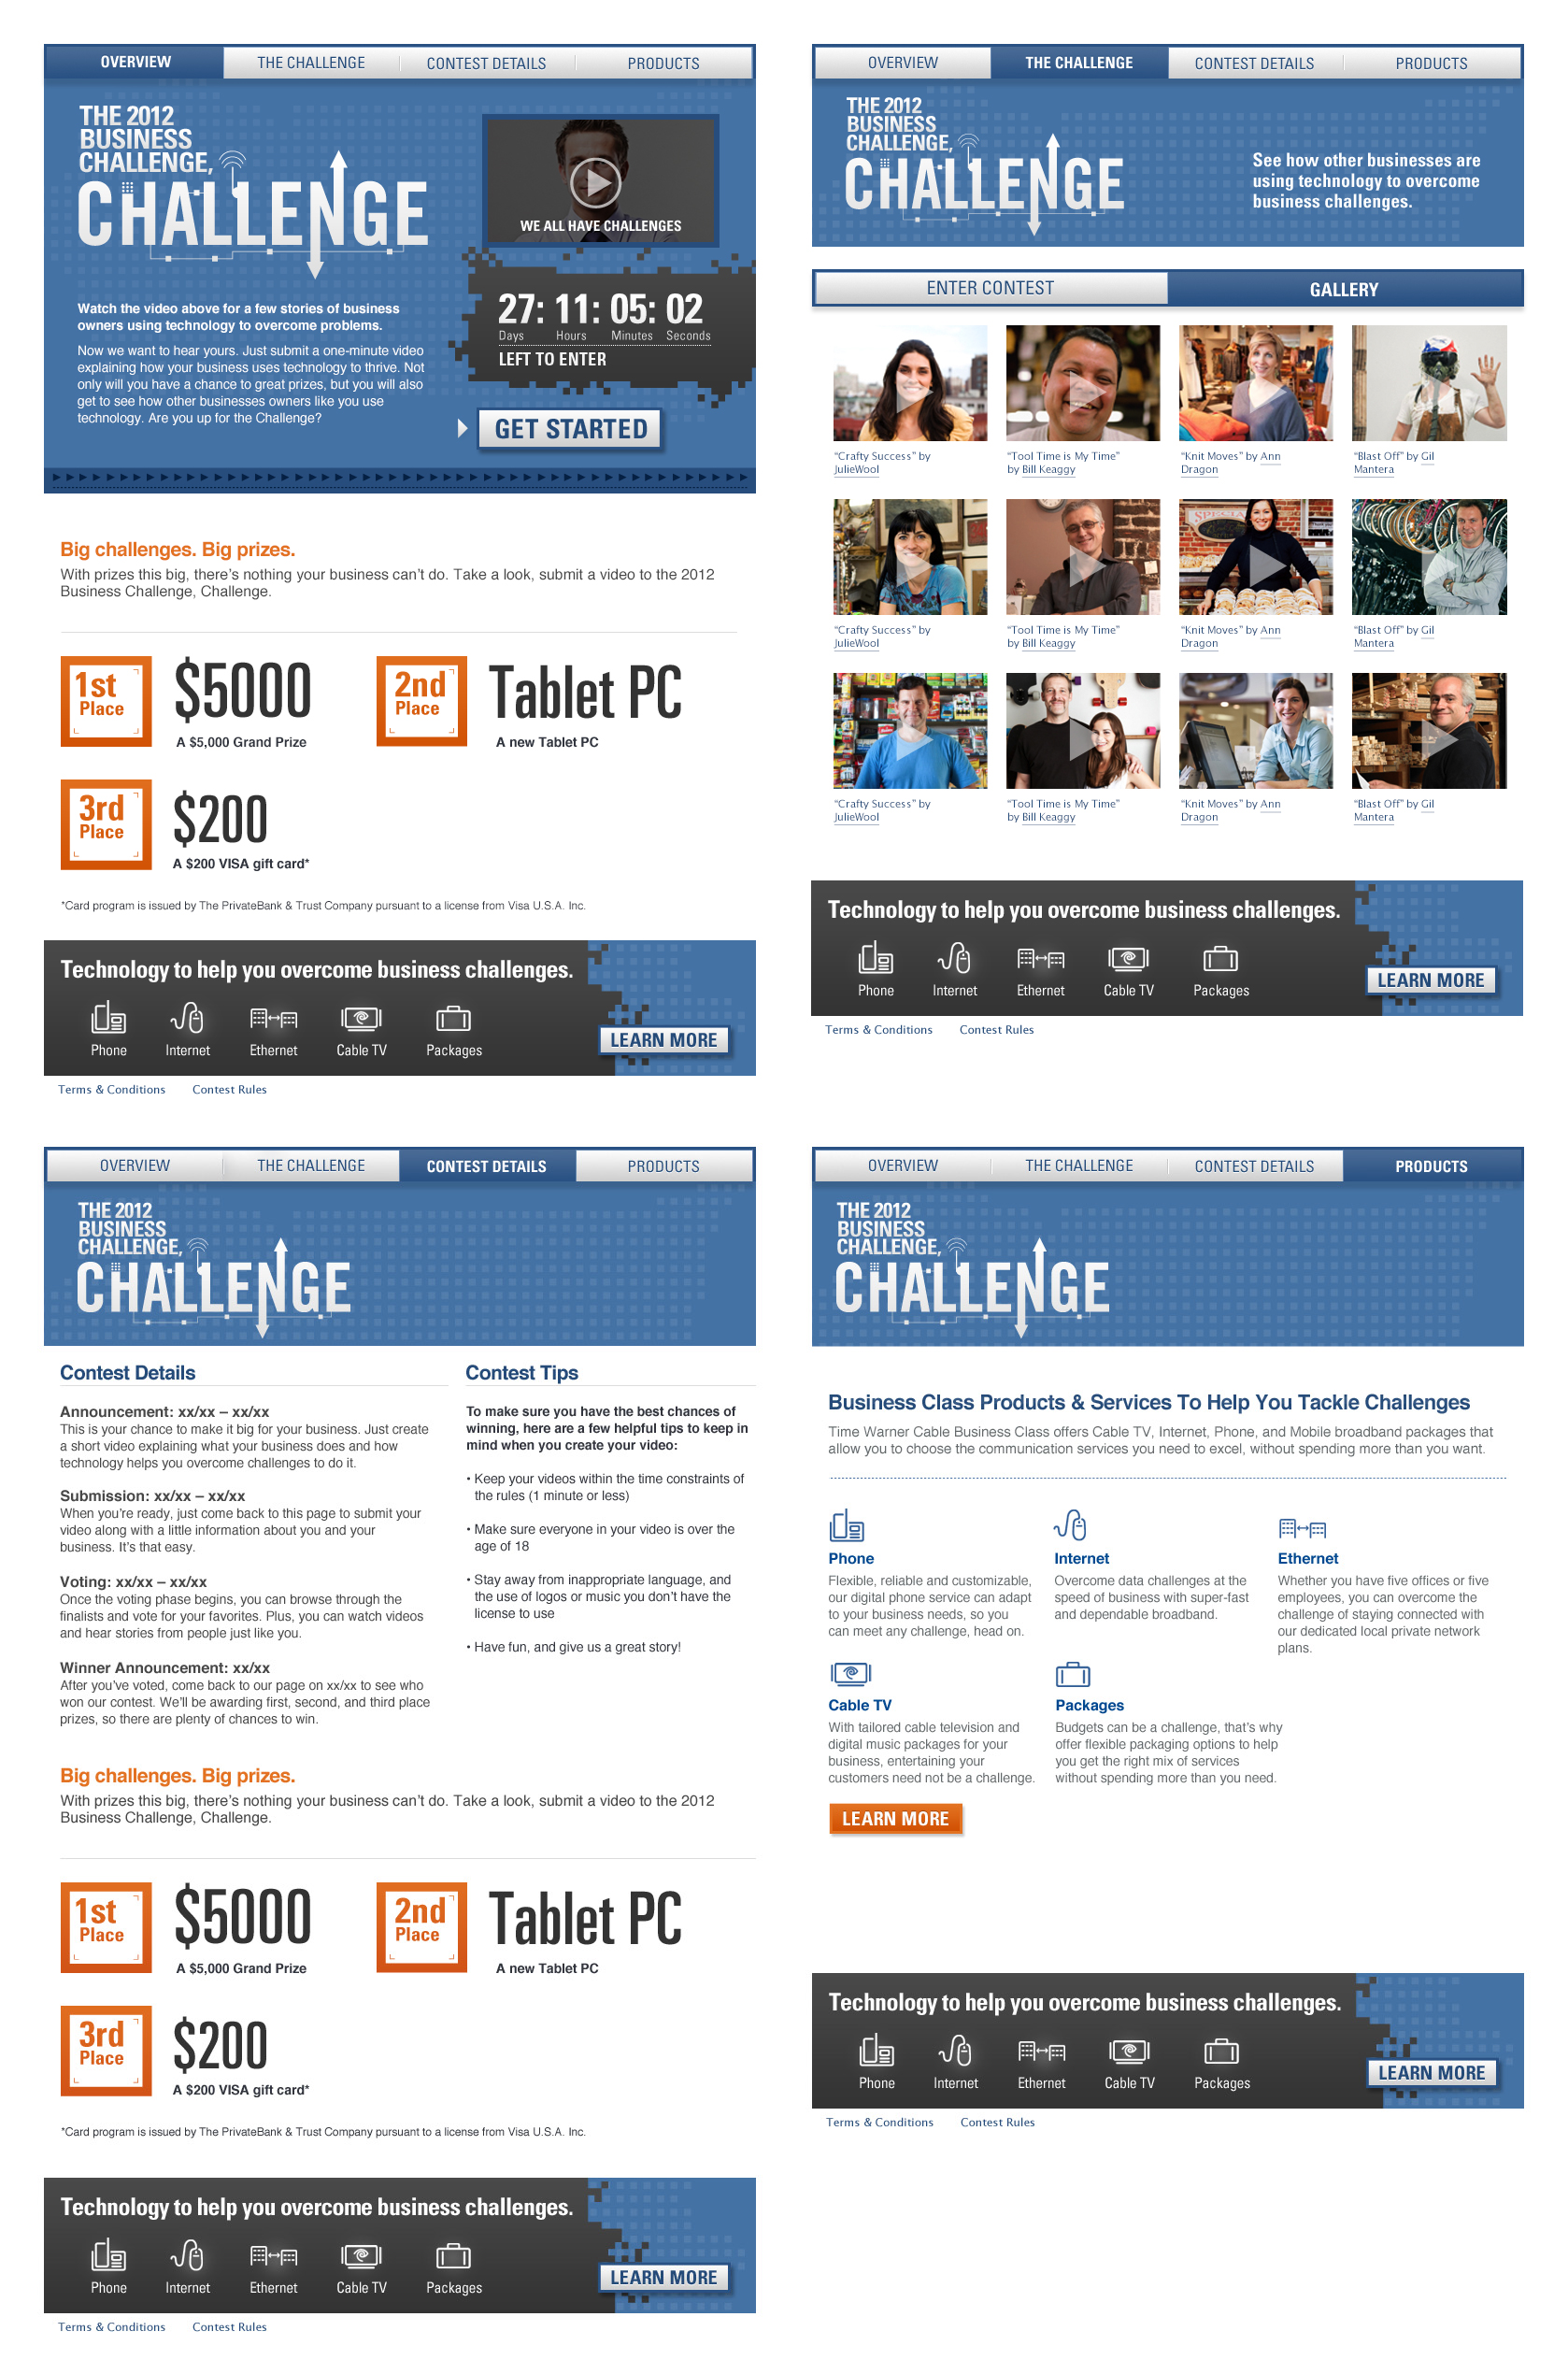 OVERVIEW THE CHALLENGE CONTEST DETAILS PRODUCTS
THE 2012
BUSINESS
CHALLENGE,
CHALLENGE
WE ALL HAVE CHALLENGES
Watch the video above for a few stories of business
owners using technology to overcome problems.
Now we want to hear yours. Just submit a one-minute video
explaining how your business uses technology to thrive. Not
only will you have a chance to great prizes, but you will also
get to see how other businesses owners like you use
technology. Are you up for the Challenge?
27: 11: 05: 02
Days Hours Minutes Seconds
LEFT TO ENTER
GET STARTED
Big challenges. Big prizes.
With prizes this big, there's nothing your business can't do. Take a look, submit a video to the 2012
Business Challenge, Challenge.
1st
Place
$5000
A $5,000 Grand Prize
2nd
Place
Tablet PC
A new Tablet PC
3rd
Place
$200
A $200 VISA gift card*
*Card program is issued by The PrivateBank & Trust Company pursuant to a license from Visa U.S.A. Inc.
Technology to help you overcome business challenges.
Phone Internet Ethernet Cable TV Packages
LEARN MORE
Terms & Conditions Contest Rules
OVERVIEW THE CHALLENGE CONTEST DETAILS PRODUCTS
THE 2012
BUSINESS
CHALLENGE,
CHALLENGE
See how other businesses are
using technology to overcome
business challenges.
ENTER CONTEST GALLERY
"Crafty Success" by
JulieWool
"Tool Time is My Time"
by Bill Keaggy
"Knit Moves" by Ann
Dragon
"Blast Off" by Gil
Mantera
SPECIA
"Crafty Success" by
JulieWool
"Tool Time is My Time"
by Bill Keaggy
"Knit Moves" by Ann
Dragon
"Blast Off" by Gil
Mantera
"Crafty Success" by
JulieWool
"Tool Time is My Time"
by Bill Keaggy
"Knit Moves" by Ann
Dragon
"Blast Off" by Gil
Mantera
Technology to help you overcome business challenges.
Phone Internet Ethernet Cable TV Packages
LEARN MORE
Terms & Conditions Contest Rules
OVERVIEW THE CHALLENGE CONTEST DETAILS PRODUCTS
THE 2012
BUSINESS
CHALLENGE,
CHALLENGE
Contest Details
Announcement: xx/xx – xx/xx
This is your chance to make it big for your business. Just create
a short video explaining what your business does and how
technology helps you overcome challenges to do it.
Submission: xx/xx – xx/xx
When you're ready, just come back to this page to submit your
video along with a little information about you and your
business. It's that easy.
Voting: xx/xx – xx/xx
Once the voting phase begins, you can browse through the
finalists and vote for your favorites. Plus, you can watch videos
and hear stories from people just like you.
Winner Announcement: xx/xx
After you've voted, come back to our page on xx/xx to see who
won our contest. We'll be awarding first, second, and third place
prizes, so there are plenty of chances to win.
Contest Tips
To make sure you have the best chances of
winning, here are a few helpful tips to keep in
mind when you create your video:
• Keep your videos within the time constraints of
the rules (1 minute or less)
• Make sure everyone in your video is over the
age of 18
• Stay away from inappropriate language, and
the use of logos or music you don't have the
license to use
• Have fun, and give us a great story!
Big challenges. Big prizes.
With prizes this big, there's nothing your business can't do. Take a look, submit a video to the 2012
Business Challenge, Challenge.
1st
Place
$5000
A $5,000 Grand Prize
2nd
Place
Tablet PC
A new Tablet PC
3rd
Place
$200
A $200 VISA gift card*
*Card program is issued by The PrivateBank & Trust Company pursuant to a license from Visa U.S.A. Inc.
Technology to help you overcome business challenges.
Phone Internet Ethernet Cable TV Packages
LEARN MORE
Terms & Conditions Contest Rules
OVERVIEW THE CHALLENGE CONTEST DETAILS PRODUCTS
THE 2012
BUSINESS
CHALLENGE,
CHALLENGE
Business Class Products & Services To Help You Tackle Challenges
Time Warner Cable Business Class offers Cable TV, Internet, Phone, and Mobile broadband packages that
allow you to choose the communication services you need to excel, without spending more than you want.
Phone
Flexible, reliable and customizable,
our digital phone service can adapt
to your business needs, so you
can meet any challenge, head on.
Internet
Overcome data challenges at the
speed of business with super-fast
and dependable broadband.
Ethernet
Whether you have five offices or five
employees, you can overcome the
challenge of staying connected with
our dedicated local private network
plans.
Cable TV
With tailored cable television and
digital music packages for your
business, entertaining your
customers need not be a challenge.
Packages
Budgets can be a challenge, that's why
offer flexible packaging options to help
you get the right mix of services
without spending more than you need.
LEARN MORE
Technology to help you overcome business challenges.
Phone Internet Ethernet Cable TV Packages
LEARN MORE
Terms & Conditions Contest Rules